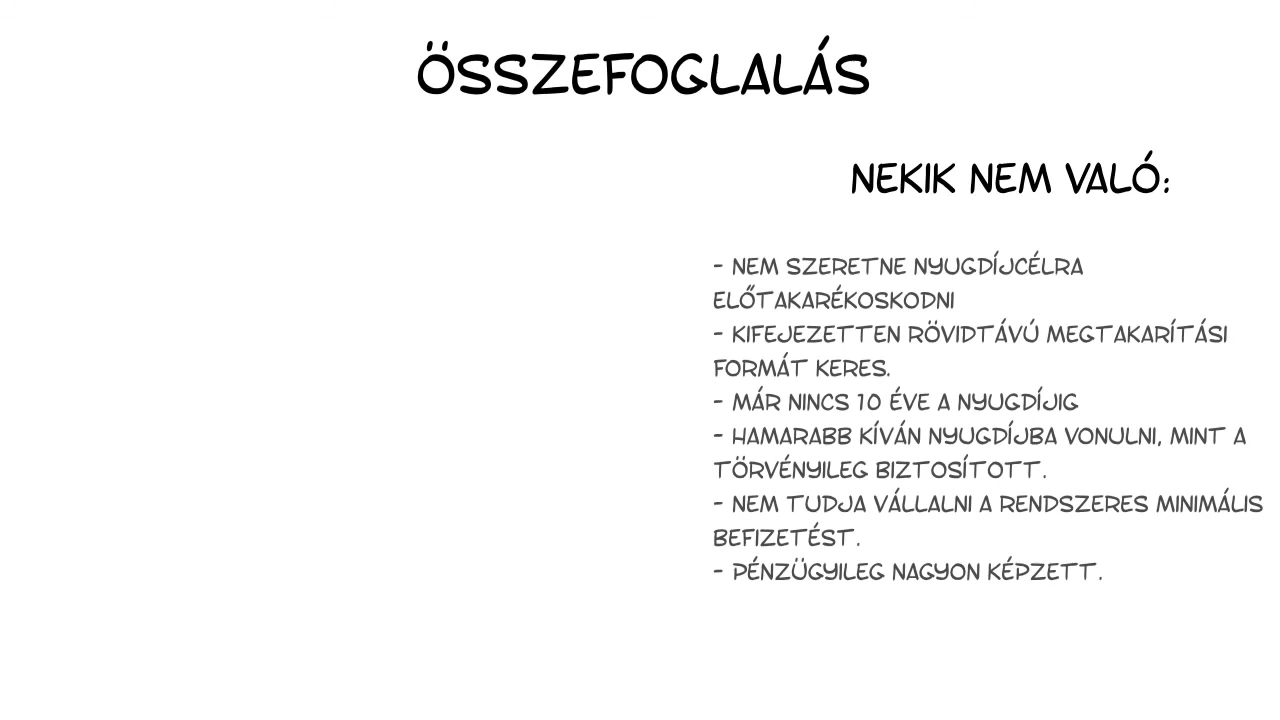 ÖSSZEFOGLALÁS
NEKIK NEM VALÓ:
- NEM SZERETNE NYUGDÍJCÉLRA
ELŐTAKARÉKOSKODNI
- KIFEJEZETTEN RÖVIDTÁVÚ MEGTAKARÍTÁSI
FORMÁT KERES.
- MÁR NINCS 10 ÉVE A NYUGDÍJIG
- HAMARABB KÍVÁN NYUGDÍJBA VONULNI, MINT A
TÖRVÉNYILEG BIZTOSÍTOTT.
- NEM TUDJA VÁLLALNI A RENDSZERES MINIMÁLIS
BEFIZETÉST.
- PÉNZÜGYILEG NAGYON KÉPZETT.